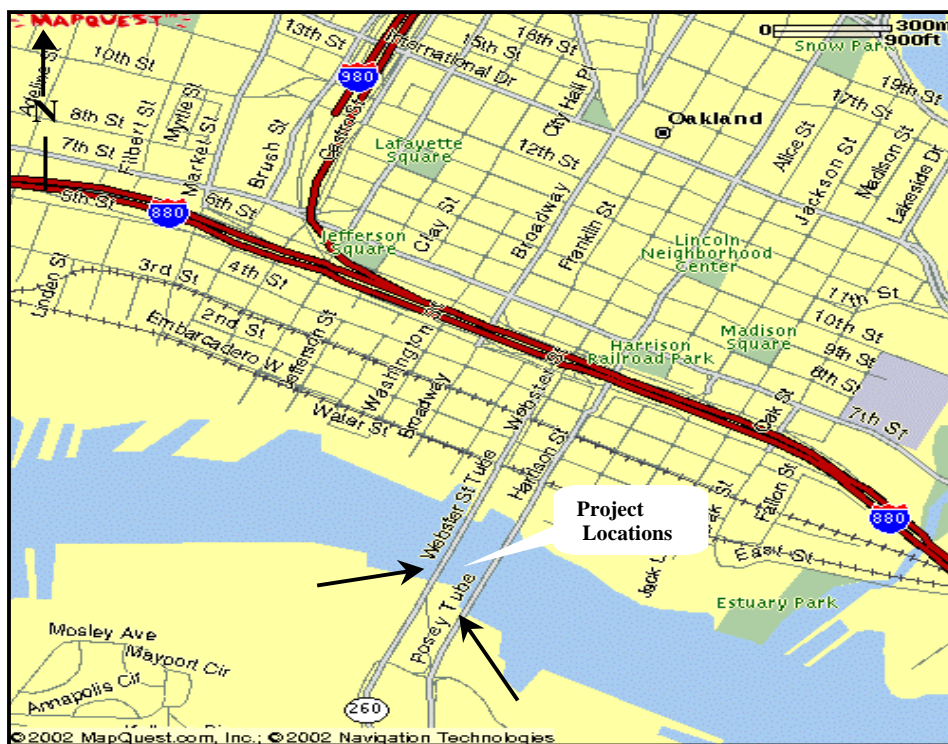 MAPQUEST
N
300m
900ft
Snow Park
13th St
International Dr
15th St
16th St
10th St
980
19th St
17th St
City Hall Pl
Oakland
Adeline St
Myrtle St
8th St
Filbert St
Market St
Castro St
Lafayette
Square
12th St
Alice St
Jackson St
Madison St
Lakeside Dr
7th St
Brush St
5th St
880
6th St
Jefferson
Square
Clay St
Broadway
Franklin St
Lincoln
Neighborhood
Center
Linden St
3rd St
4th St
2nd St
Embarcadero W
Jefferson St
Washington St
Broadway
Water St
11th St
10th St
9th St
8th St
7th St
Madison
Square
Harrison
Railroad Park
Webster St
Harrison St
Oak St
Fallon St
880
East St
Webster St Tube
Project
Locations
Posey Tube
Estuary Park
Mosley Ave
Mayport Cir
Annapolis Cir
260
©2002 MapQuest.com, Inc.; ©2002 Navigation Technologies